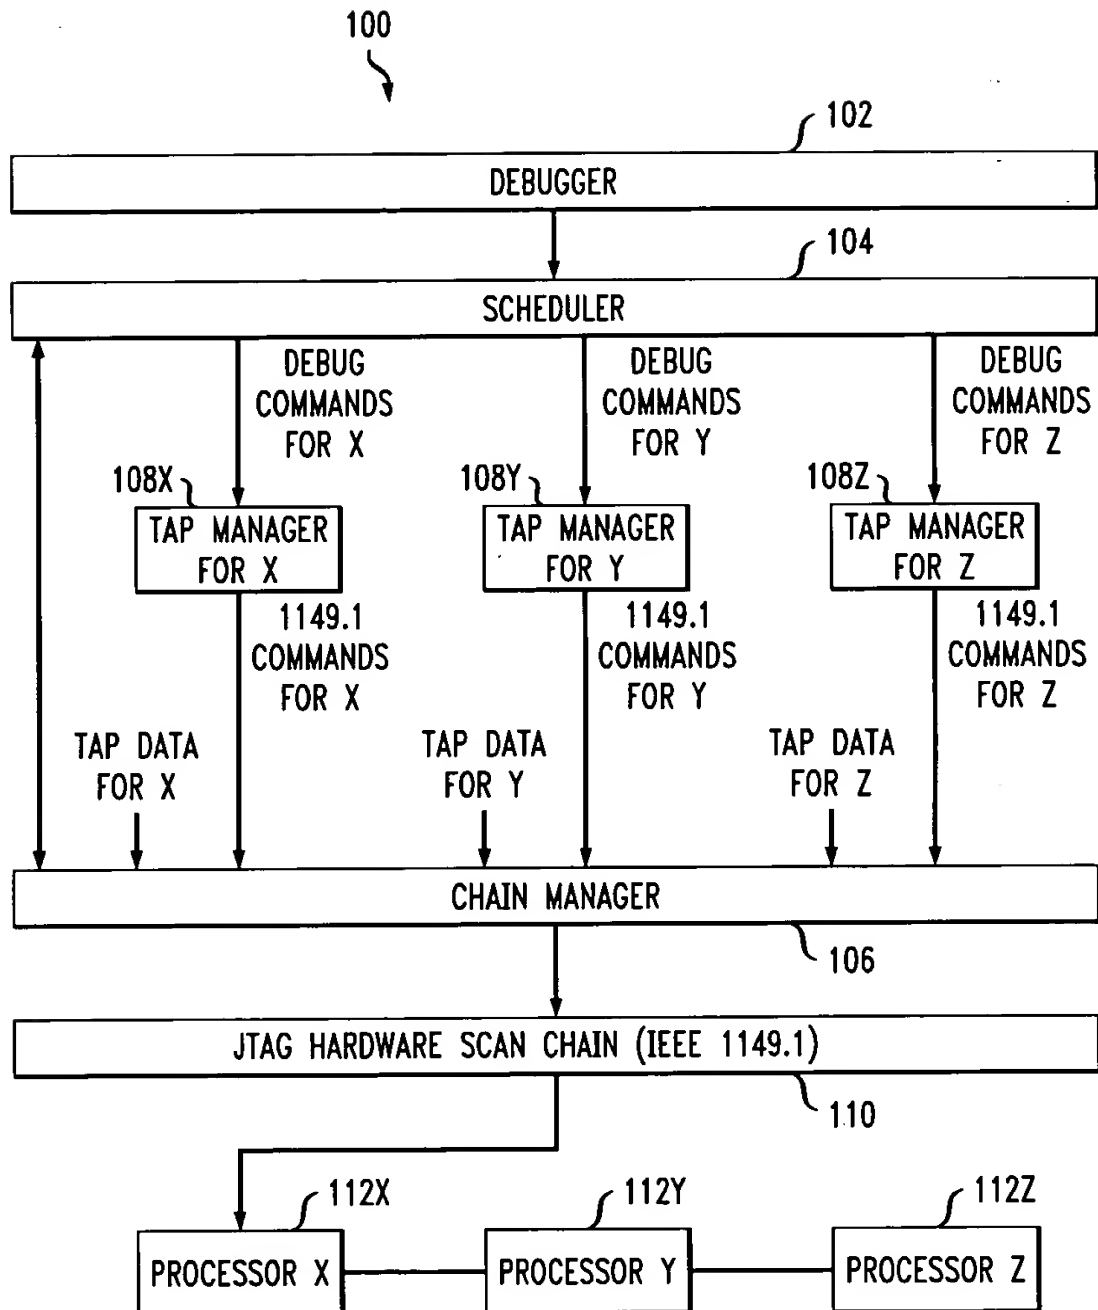 100
102
DEBUGGER
104
SCHEDULER
DEBUG
COMMANDS
FOR X
DEBUG
COMMANDS
FOR Y
DEBUG
COMMANDS
FOR Z
108X
TAP MANAGER
FOR X
108Y
TAP MANAGER
FOR Y
108Z
TAP MANAGER
FOR Z
1149.1
COMMANDS
FOR X
1149.1
COMMANDS
FOR Y
1149.1
COMMANDS
FOR Z
TAP DATA
FOR X
TAP DATA
FOR Y
TAP DATA
FOR Z
CHAIN MANAGER
106
JTAG HARDWARE SCAN CHAIN (IEEE 1149.1)
110
112X
PROCESSOR X
112Y
PROCESSOR Y
112Z
PROCESSOR Z